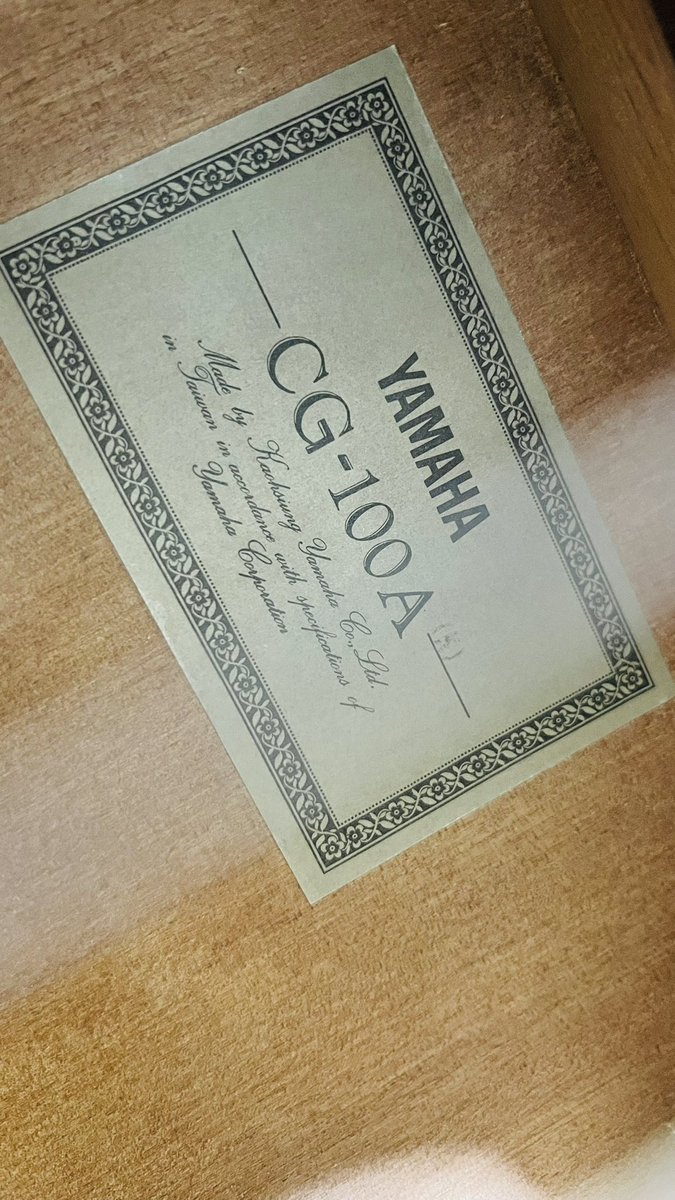 YAMAHA
CG-100A
Made by Kaohsiung Yamaha Co., Ltd.
in Taiwan in accordance with specifications of
Yamaha Corporation